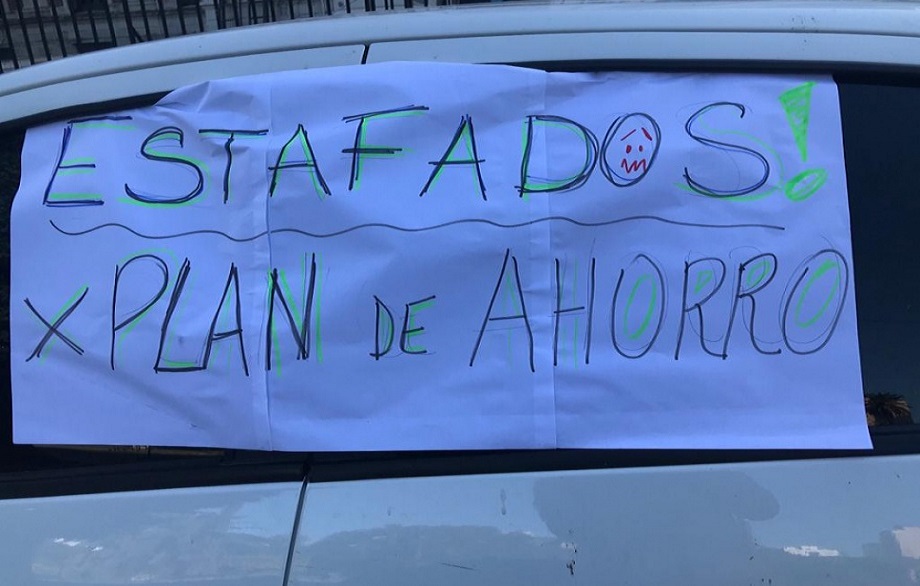 ESTAFADOS!
X PLAN DE AHORRO